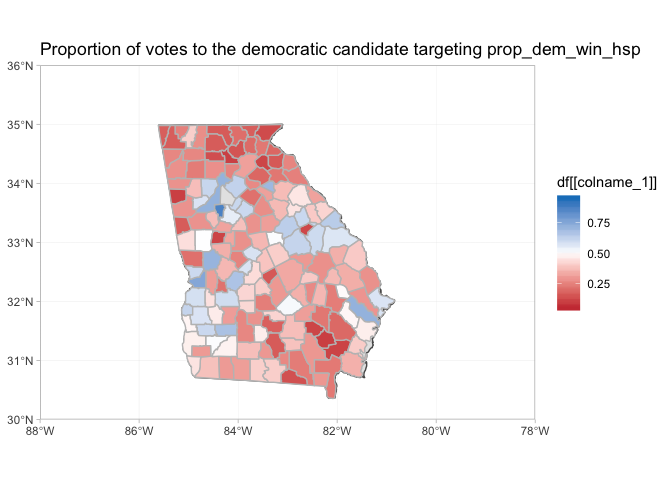 Proportion of votes to the democratic candidate targeting prop_dem_win_hsp
36°N
35°N
34°N
33°N
32°N
31°N
30°N
88°W 86°W 84°W 82°W 80°W 78°W
df[[colname_1]]
0.75
0.50
0.25